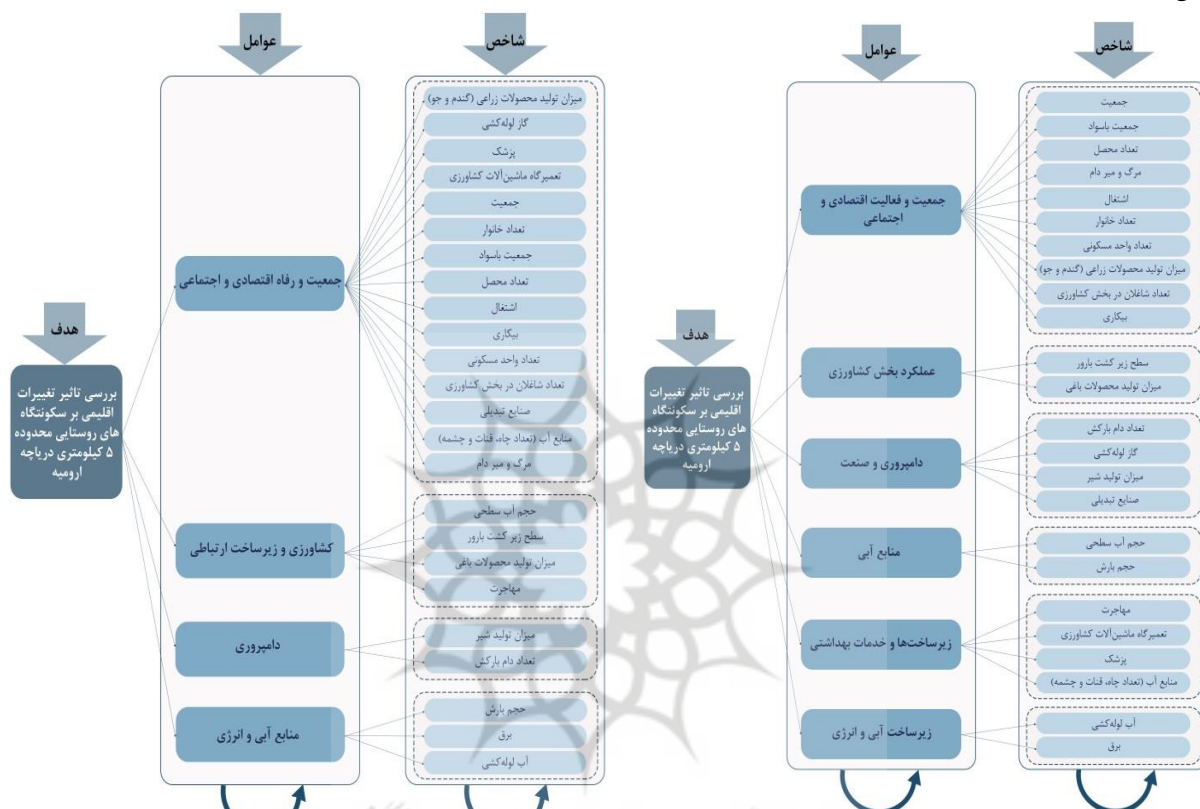 شاخص
عوامل
هدف
بررسی تاثیر تغییرات
اقلیمی بر سکونتگاه
های روستایی محدوده
۵ کیلومتری دریاچه
ارومیه
جمعیت و فعالیت اقتصادی و
اجتماعی
جمعیت
جمعیت باسواد
تعداد محصل
مرگ و میر دام
اشتغال
تعداد خانوار
تعداد واحد مسکونی
میزان تولید محصولات زراعی (گندم و جو)
تعداد شاغلان در بخش کشاورزی
بیکاری
عملکرد بخش کشاورزی
سطح زیر کشت بارور
میزان تولید محصولات باغی
دامپروری و صنعت
تعداد دام بارکش
گاز لوله‌کشی
میزان تولید شیر
صنایع تبدیلی
منابع آبی
حجم آب سطحی
حجم بارش
زیرساخت‌ها و خدمات بهداشتی
مهاجرت
تعمیرگاه ماشین‌آلات کشاورزی
پزشک
منابع آب (تعداد چاه، قنات و چشمه)
زیرساخت آبی و انرژی
آب لوله‌کشی
برق
شاخص
عوامل
هدف
بررسی تاثیر تغییرات
اقلیمی بر سکونتگاه
های روستایی محدوده
۵ کیلومتری دریاچه
ارومیه
جمعیت و رفاه اقتصادی و اجتماعی
میزان تولید محصولات زراعی (گندم و جو)
گاز لوله‌کشی
پزشک
تعمیرگاه ماشین‌آلات کشاورزی
جمعیت
تعداد خانوار
جمعیت باسواد
تعداد محصل
اشتغال
بیکاری
تعداد واحد مسکونی
تعداد شاغلان در بخش کشاورزی
صنایع تبدیلی
منابع آب (تعداد چاه، قنات و چشمه)
مرگ و میر دام
کشاورزی و زیرساخت ارتباطی
حجم آب سطحی
سطح زیر کشت بارور
میزان تولید محصولات باغی
مهاجرت
دامپروری
میزان تولید شیر
تعداد دام بارکش
منابع آبی و انرژی
حجم بارش
برق
آب لوله‌کشی